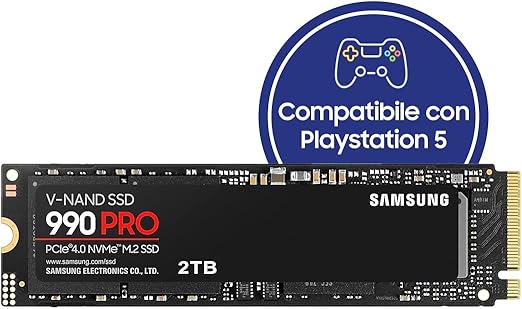 Compatibile con
Playstation 5
V-NAND SSD
990 PRO
PCIe®4.0 NVMe™ M.2 SSD
www.samsung.com/ssd
SAMSUNG ELECTRONICS CO., LTD.
2TB
SAMSUNG